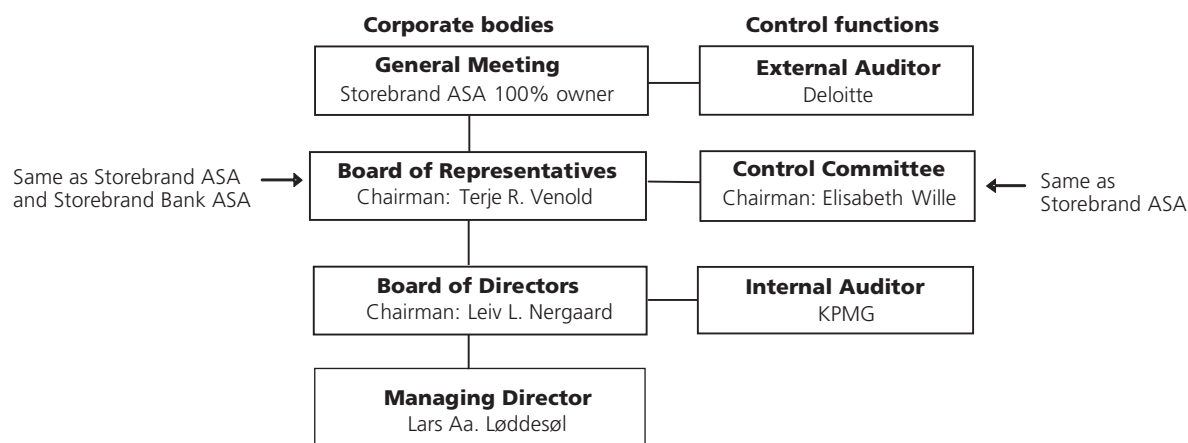 Corporate bodies
Control functions
General Meeting
Storebrand ASA 100% owner
External Auditor
Deloitte
Same as Storebrand ASA
and Storebrand Bank ASA
Board of Representatives
Chairman: Terje R. Venold
Control Committee
Chairman: Elisabeth Wille
Same as
Storebrand ASA
Board of Directors
Chairman: Leiv L. Nergaard
Internal Auditor
KPMG
Managing Director
Lars Aa. Løddesøl